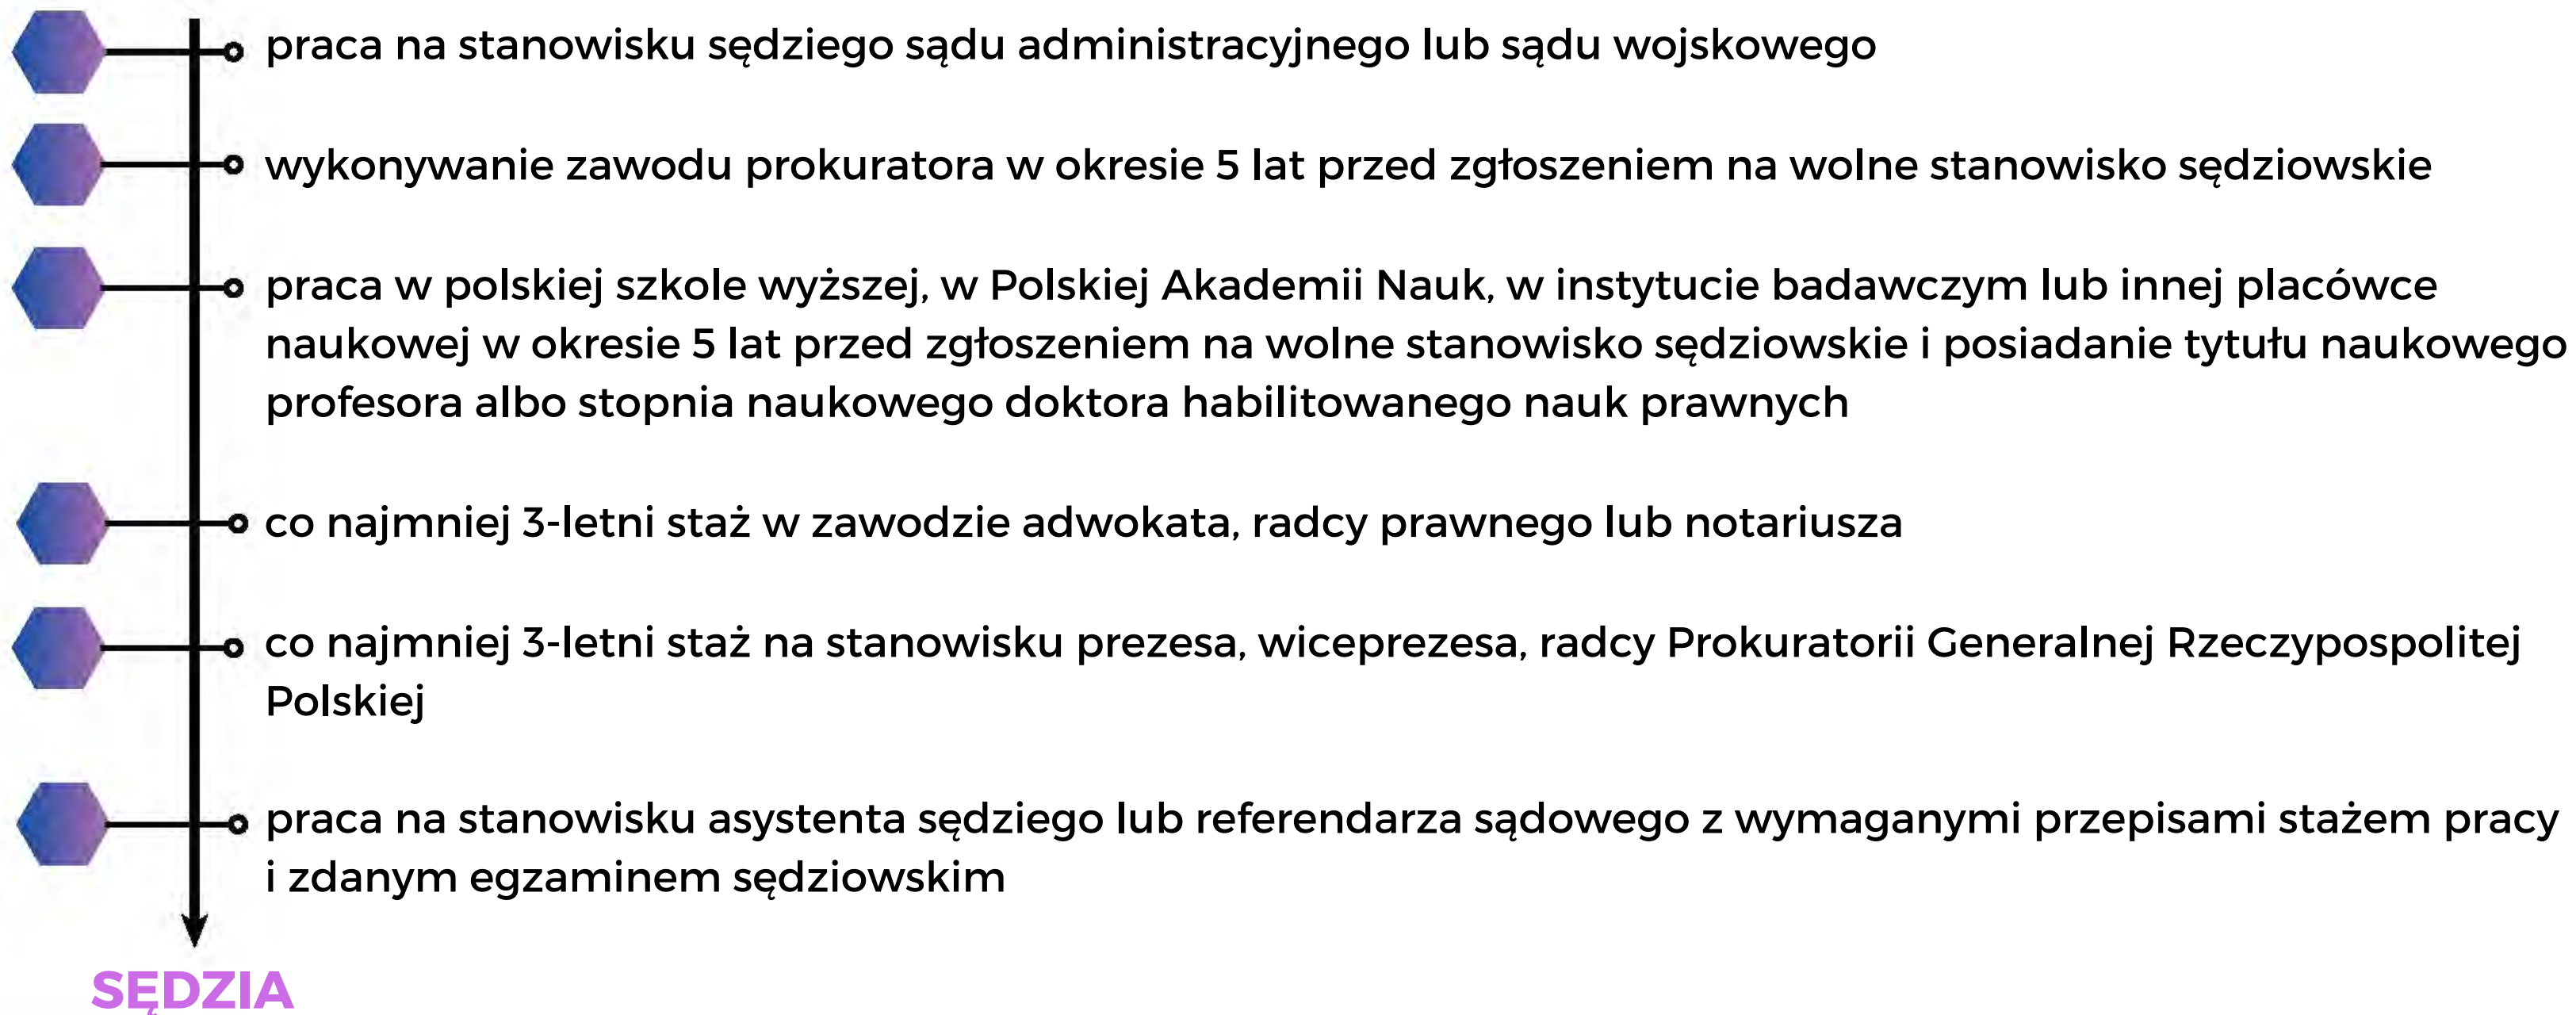 praca na stanowisku sędziego sądu administracyjnego lub sądu wojskowego
wykonywanie zawodu prokuratora w okresie 5 lat przed zgłoszeniem na wolne stanowisko sędziowskie
praca w polskiej szkole wyższej, w Polskiej Akademii Nauk, w instytucie badawczym lub innej placówce
naukowej w okresie 5 lat przed zgłoszeniem na wolne stanowisko sędziowskie i posiadanie tytułu naukowego
profesora albo stopnia naukowego doktora habilitowanego nauk prawnych
co najmniej 3-letni staż w zawodzie adwokata, radcy prawnego lub notariusza
co najmniej 3-letni staż na stanowisku prezesa, wiceprezesa, radcy Prokuratorii Generalnej Rzeczypospolitej
Polskiej
praca na stanowisku asystenta sędziego lub referendarza sądowego z wymaganymi przepisami stażem pracy
i zdanym egzaminem sędziowskim
SĘDZIA